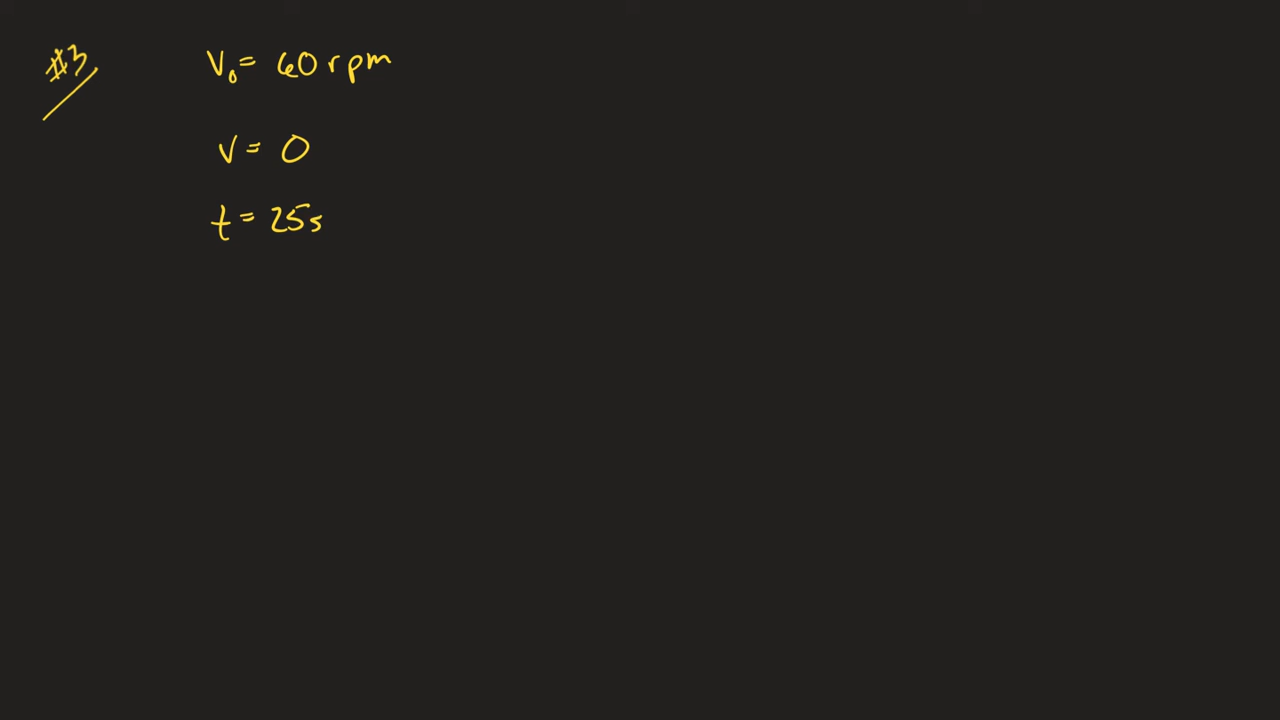 #3
V₀ = 60 rpm
V = 0
t = 25s